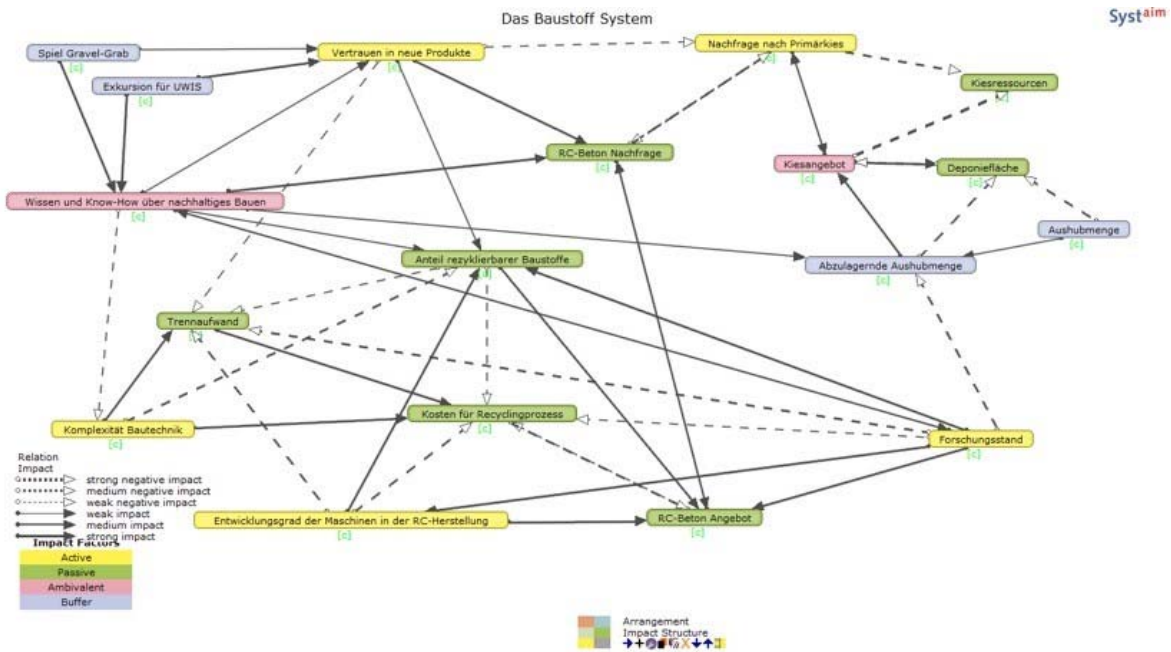 Das Baustoff System
Systaim
Spiel Gravel-Grab
[c]
Vertrauen in neue Produkte
[c]
Nachfrage nach Primärkies
[c]
Exkursion für UWIS
[c]
Kiesressourcen
[c]
RC-Beton Nachfrage
[c]
Kiesangebot
[c]
Deponiefläche
[c]
Wissen und Know-How über nachhaltiges Bauen
[c]
Aushubmenge
[c]
Anteil rezyklierbarer Baustoffe
[c]
Abzulagernde Aushubmenge
[c]
Trennaufwand
[c]
Kosten für Recyclingprozess
[c]
Komplexität Bautechnik
[c]
Forschungsstand
[c]
Entwicklungsgrad der Maschinen in der RC-Herstellung
[c]
RC-Beton Angebot
[c]
Relation
Impact
strong negative impact
medium negative impact
weak negative impact
weak impact
medium impact
strong impact
Impact Factors
Active
Passive
Ambivalent
Buffer
Arrangement
Impact Structure